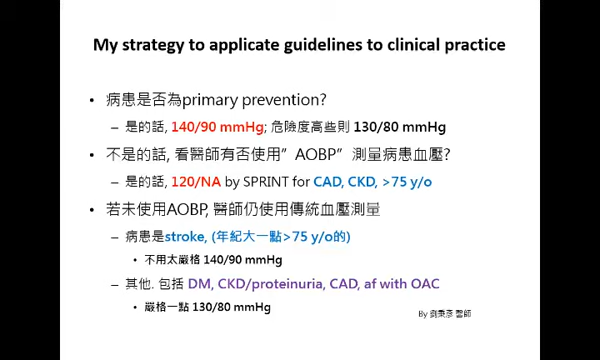 My strategy to applicate guidelines to clinical practice
• 病患是否為primary prevention?
– 是的話, 140/90 mmHg; 危險度高些則 130/80 mmHg
• 不是的話, 看醫師有否使用”AOBP”測量病患血壓?
– 是的話, 120/NA by SPRINT for CAD, CKD, >75 y/o
• 若未使用AOBP, 醫師仍使用傳統血壓測量
– 病患是stroke, (年紀大一點>75 y/o的)
• 不用太嚴格 140/90 mmHg
– 其他. 包括 DM, CKD/proteinuria, CAD, af with OAC
• 嚴格一點 130/80 mmHg
By 劉秉彥 醫師